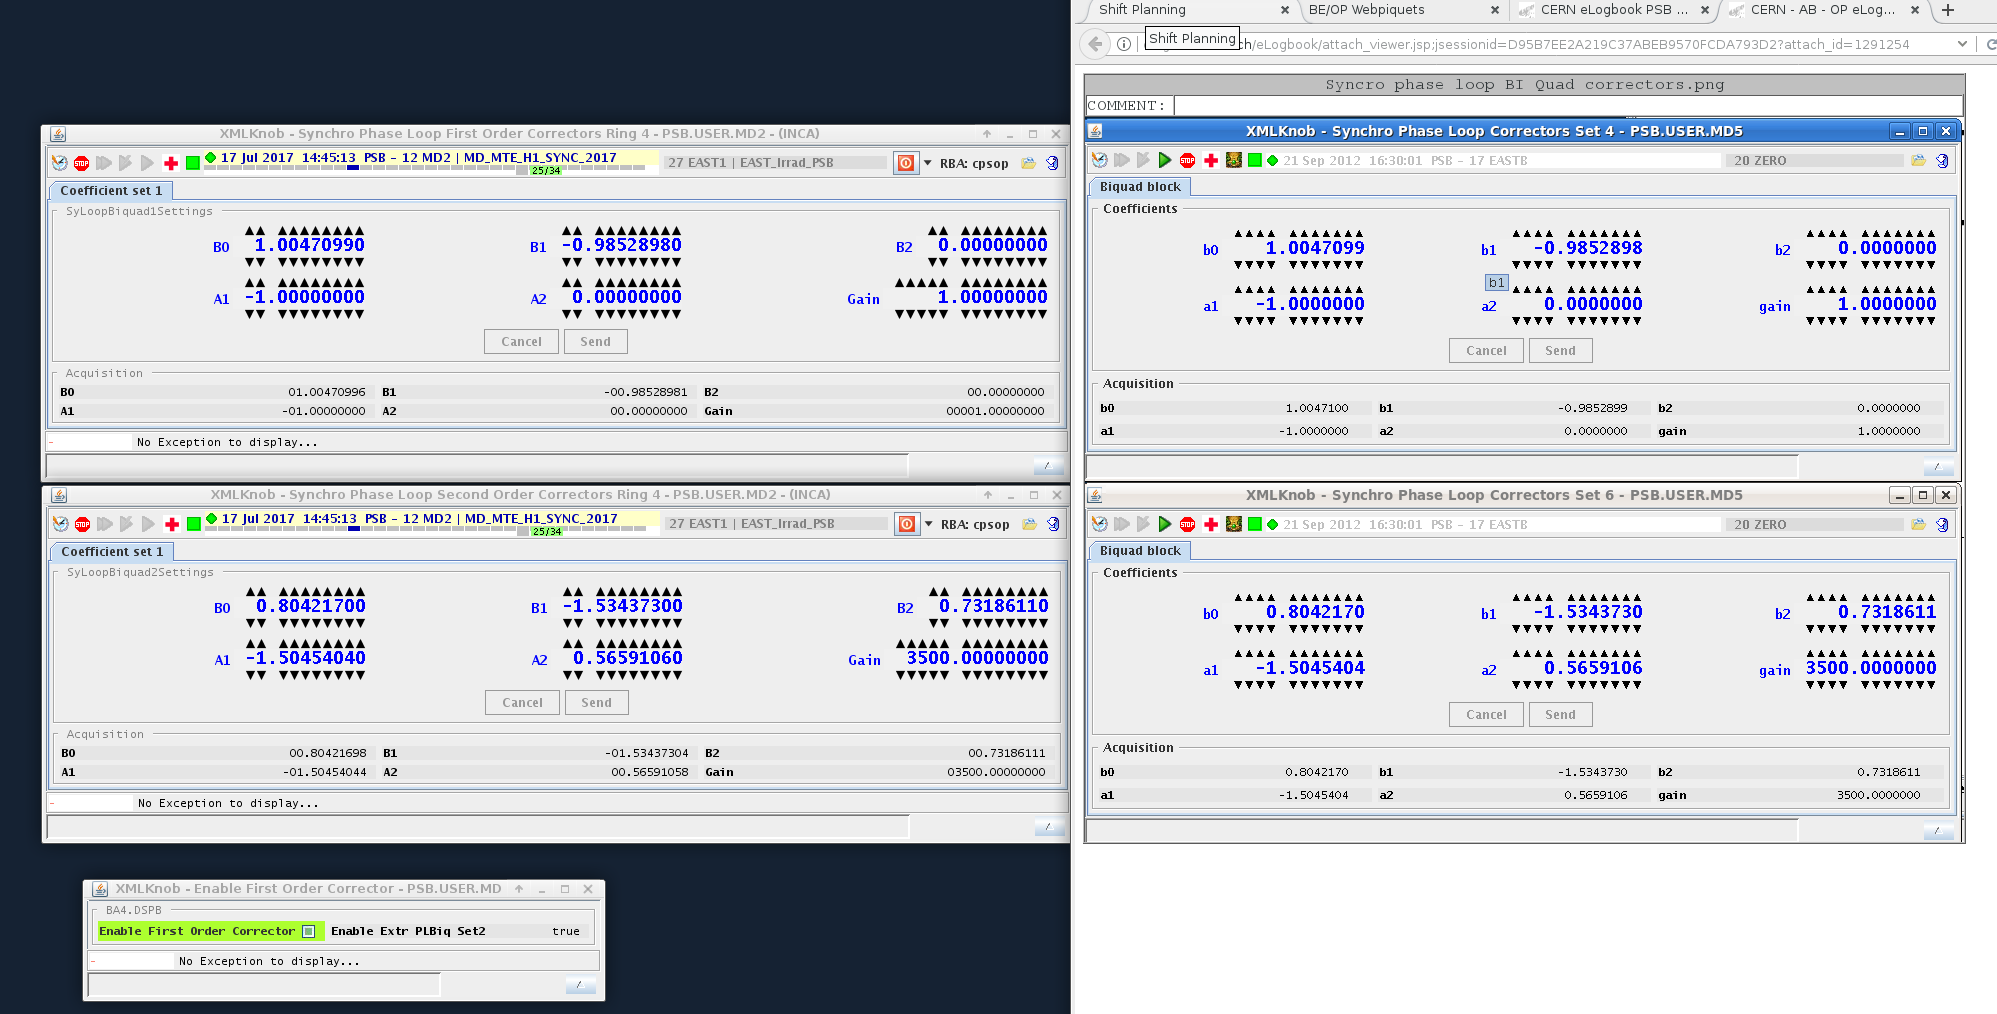 Shift Planning
BE/OP Webpiquets
CERN eLogbook PSB ...
CERN - AB - OP eLog...
Shift Planning
ch/eLogbook/attach_viewer.jsp;jsessionid=D95B7EE2A219C37ABEB9570FCDA793D2?attach_id=1291254
XMLKnob - Synchro Phase Loop First Order Correctors Ring 4 - PSB.USER.MD2 - (INCA)
STOP 17 Jul 2017 14:45:13 PSB - 12 MD2 | MD_MTE_H1_SYNC_2017 27 EAST1 | EAST_Irrad_PSB RBA: cpsop
25/34
Coefficient set 1
SyLoopBiquad1Settings
B0 1.00470990 B1 -0.98528980 B2 0.00000000
A1 -1.00000000 A2 0.00000000 Gain 1.00000000
Cancel Send
Acquisition
B0 01.00470996 B1 -00.98528981 B2 00.00000000
A1 -01.00000000 A2 00.00000000 Gain 00001.00000000
- No Exception to display...
XMLKnob - Synchro Phase Loop Second Order Correctors Ring 4 - PSB.USER.MD2 - (INCA)
STOP 17 Jul 2017 14:45:13 PSB - 12 MD2 | MD_MTE_H1_SYNC_2017 27 EAST1 | EAST_Irrad_PSB RBA: cpsop
25/34
Coefficient set 1
SyLoopBiquad2Settings
B0 0.80421700 B1 -1.53437300 B2 0.73186110
A1 -1.50454040 A2 0.56591060 Gain 3500.00000000
Cancel Send
Acquisition
B0 00.80421698 B1 -01.53437304 B2 00.73186111
A1 -01.50454044 A2 00.56591058 Gain 03500.00000000
- No Exception to display...
XMLKnob - Enable First Order Corrector - PSB.USER.MD
BA4.DSPB
Enable First Order Corrector Enable Extr PLBiq Set2 true
- No Exception to display...
Syncro phase loop BI Quad correctors.png
COMMENT:
XMLKnob - Synchro Phase Loop Correctors Set 4 - PSB.USER.MD5
STOP 21 Sep 2012 16:30:01 PSB - 17 EASTB 20 ZERO
Biquad block
Coefficients
b0 1.0047099 b1 -0.9852898 b2 0.0000000
b1
a1 -1.0000000 a2 0.0000000 gain 1.0000000
Cancel Send
Acquisition
b0 1.0047100 b1 -0.9852899 b2 0.0000000
a1 -1.0000000 a2 0.0000000 gain 1.0000000
XMLKnob - Synchro Phase Loop Correctors Set 6 - PSB.USER.MD5
STOP 21 Sep 2012 16:30:01 PSB - 17 EASTB 20 ZERO
Biquad block
Coefficients
b0 0.8042170 b1 -1.5343730 b2 0.7318611
a1 -1.5045404 a2 0.5659106 gain 3500.0000000
Cancel Send
Acquisition
b0 0.8042170 b1 -1.5343730 b2 0.7318611
a1 -1.5045404 a2 0.5659106 gain 3500.0000000